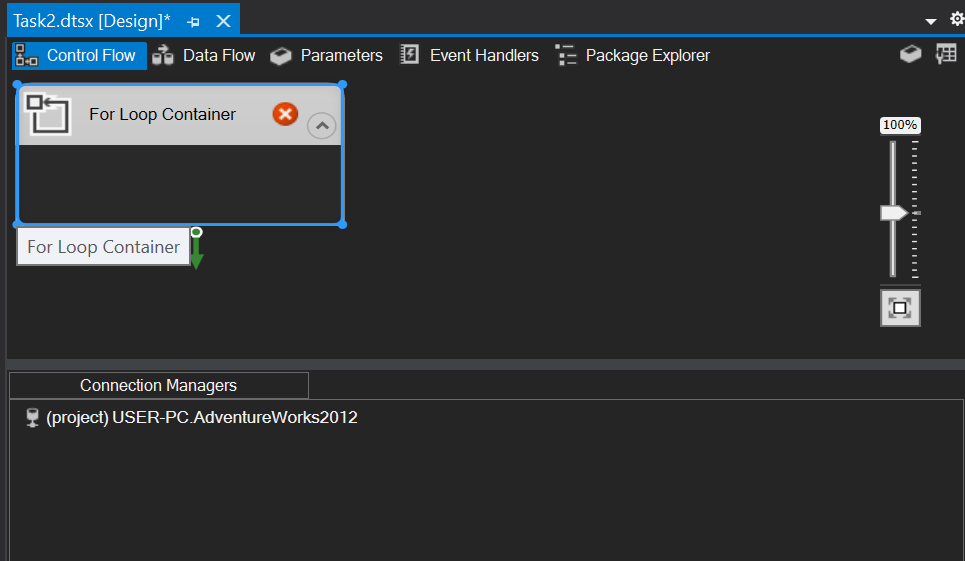 Task2.dtsx [Design]*
Control Flow Data Flow Parameters Event Handlers Package Explorer
For Loop Container
100%
For Loop Container
Connection Managers
(project) USER-PC.AdventureWorks2012